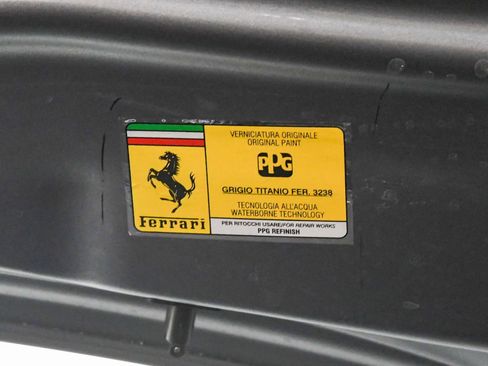 VERNICIATURA ORIGINALE
ORIGINAL PAINT
PPG
GRIGIO TITANIO FER. 3238
TECNOLOGIA ALL'ACQUA
WATERBORNE TECHNOLOGY
Ferrari
PER RITOCCHI USARE/FOR REPAIR WORKS
PPG REFINISH